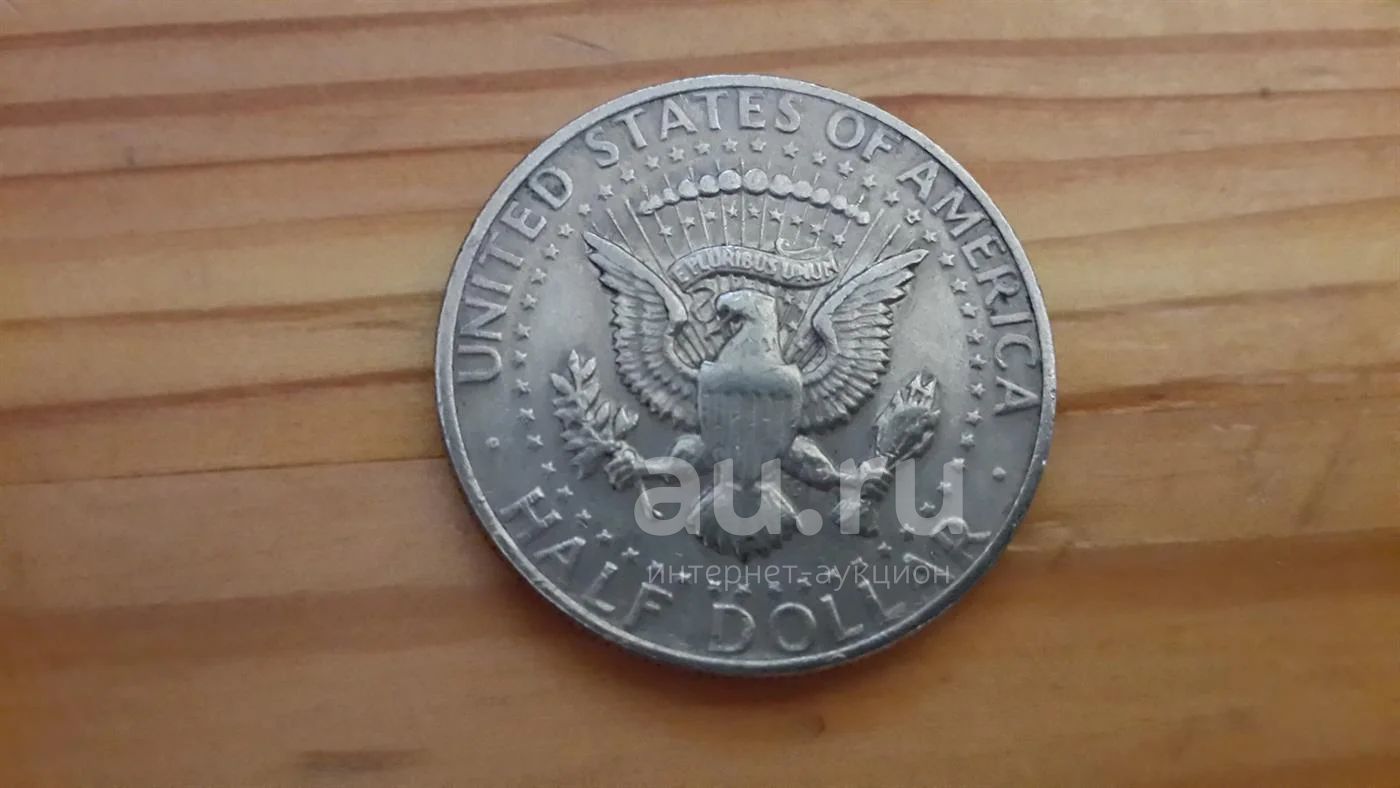 UNITED STATES OF AMERICA
E PLURIBUS UNUM
HALF DOLLAR
au.ru
интернет-аукцион